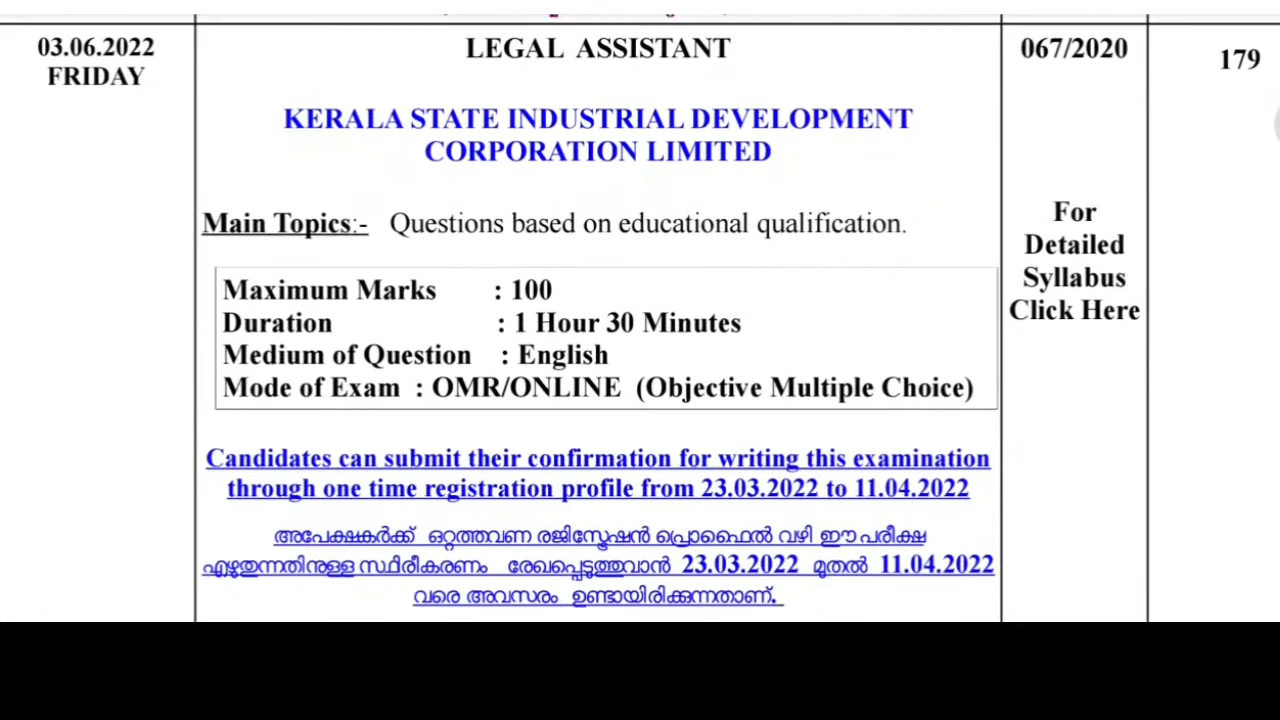 03.06.2022
FRIDAY
LEGAL ASSISTANT
KERALA STATE INDUSTRIAL DEVELOPMENT
CORPORATION LIMITED
Main Topics:- Questions based on educational qualification.
Maximum Marks : 100
Duration : 1 Hour 30 Minutes
Medium of Question : English
Mode of Exam : OMR/ONLINE (Objective Multiple Choice)
Candidates can submit their confirmation for writing this examination
through one time registration profile from 23.03.2022 to 11.04.2022
അപേക്ഷകർക്ക് ഒറ്റത്തവണ രജിസ്ട്രേഷൻ പ്രൊഫൈൽ വഴി ഈ പരീക്ഷ
എഴുതുന്നതിനുള്ള സ്ഥിരീകരണം രേഖപ്പെടുത്തുവാൻ 23.03.2022 മുതൽ 11.04.2022
വരെ അവസരം ഉണ്ടായിരിക്കുന്നതാണ്.
067/2020
For
Detailed
Syllabus
Click Here
179